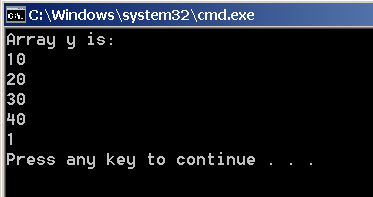 C:\Windows\system32\cmd.exe
Array y is:
10
20
30
40
1
Press any key to continue . . .